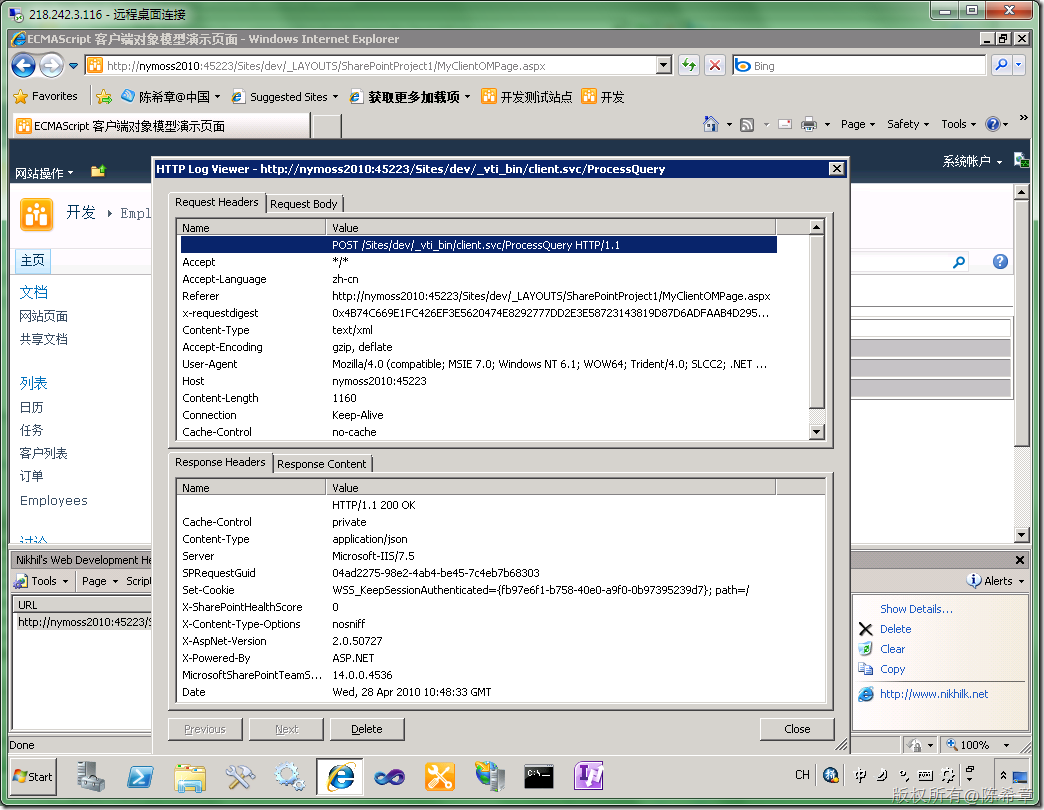 218.242.3.116 - 远程桌面连接
ECMAScript 客户端对象模型演示页面 - Windows Internet Explorer
http://nymoss2010:45223/Sites/dev/_LAYOUTS/SharePointProject1/MyClientOMPage.aspx
Bing
Favorites 陈希章@中国 Suggested Sites 获取更多加载项 开发测试站点 开发
ECMAScript 客户端对象模型演示页面
Page Safety Tools
网站操作
系统帐户
开发 Empl
主页
文档
网站页面
共享文档
列表
日历
任务
客户列表
订单
Employees
讨论
HTTP Log Viewer - http://nymoss2010:45223/Sites/dev/_vti_bin/client.svc/ProcessQuery
Request Headers Request Body
Name Value
POST /Sites/dev/_vti_bin/client.svc/ProcessQuery HTTP/1.1
Accept */*
Accept-Language zh-cn
Referer http://nymoss2010:45223/Sites/dev/_LAYOUTS/SharePointProject1/MyClientOMPage.aspx
x-requestdigest 0x4B74C669E1FC426EF3E5620474E8292777DD2E3E58723143819D87D6ADFAAB4D295...
Content-Type text/xml
Accept-Encoding gzip, deflate
User-Agent Mozilla/4.0 (compatible; MSIE 7.0; Windows NT 6.1; WOW64; Trident/4.0; SLCC2; .NET ...
Host nymoss2010:45223
Content-Length 1160
Connection Keep-Alive
Cache-Control no-cache
Response Headers Response Content
Name Value
HTTP/1.1 200 OK
Cache-Control private
Content-Type application/json
Server Microsoft-IIS/7.5
SPRequestGuid 04ad2275-98e2-4ab4-be45-7c4eb7b68303
Set-Cookie WSS_KeepSessionAuthenticated={fb97e6f1-b758-40e0-a9f0-0b97395239d7}; path=/
X-SharePointHealthScore 0
X-Content-Type-Options nosniff
X-AspNet-Version 2.0.50727
X-Powered-By ASP.NET
MicrosoftSharePointTeamS... 14.0.0.4536
Date Wed, 28 Apr 2010 10:48:33 GMT
Previous Next Delete Close
Nikhil's Web Development He
Tools Page Script
URL
http://nymoss2010:45223/S
Alerts
Show Details...
Delete
Clear
Copy
http://www.nikhilk.net
Done
100%
Start
CH 中
版权所有@陈希章